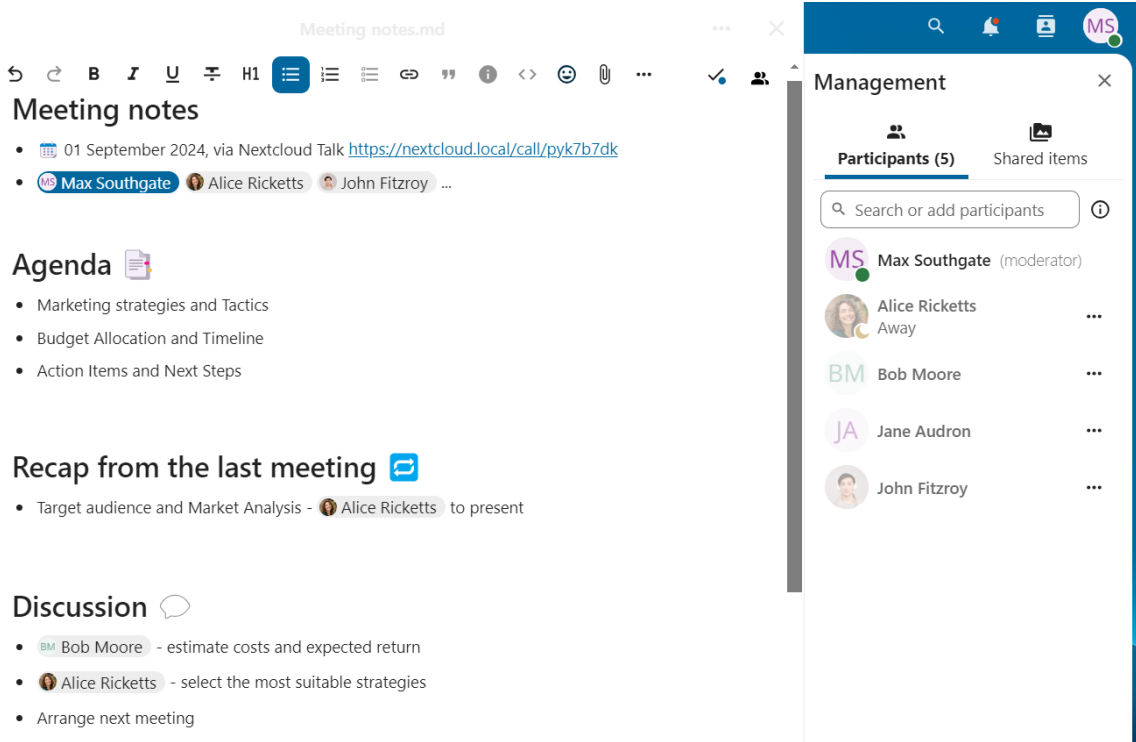 Meeting notes.md
B I U H1
Meeting notes
01 September 2024, via Nextcloud Talk https://nextcloud.local/call/pyk7b7dk
MS Max Southgate Alice Ricketts John Fitzroy ...
Agenda
Marketing strategies and Tactics
Budget Allocation and Timeline
Action Items and Next Steps
Recap from the last meeting
Target audience and Market Analysis - Alice Ricketts to present
Discussion
BM Bob Moore - estimate costs and expected return
Alice Ricketts - select the most suitable strategies
Arrange next meeting
MS
Management
Participants (5) Shared items
Search or add participants
MS Max Southgate (moderator)
Alice Ricketts
Away
BM Bob Moore
JA Jane Audron
John Fitzroy